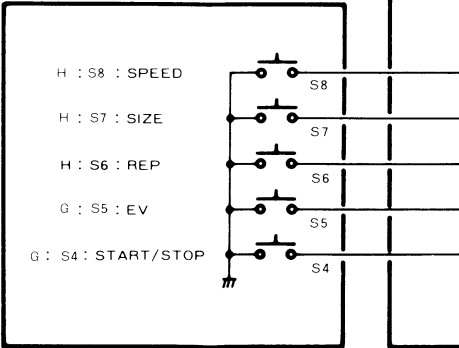 H : S8 : SPEED
S8
H : S7 : SIZE
S7
H : S6 : REP
S6
G : S5 : EV
S5
G : S4 : START/STOP
S4